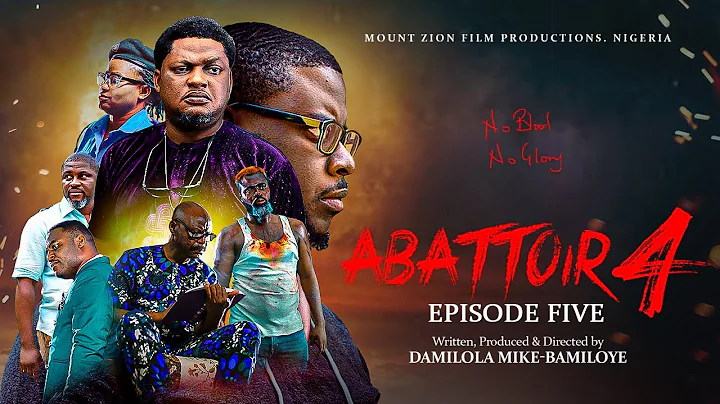 MOUNT ZION FILM PRODUCTIONS. NIGERIA
No Blood
No Glory
ABATTOIR 4
EPISODE FIVE
Written, Produced & Directed by
DAMILOLA MIKE-BAMILOYE